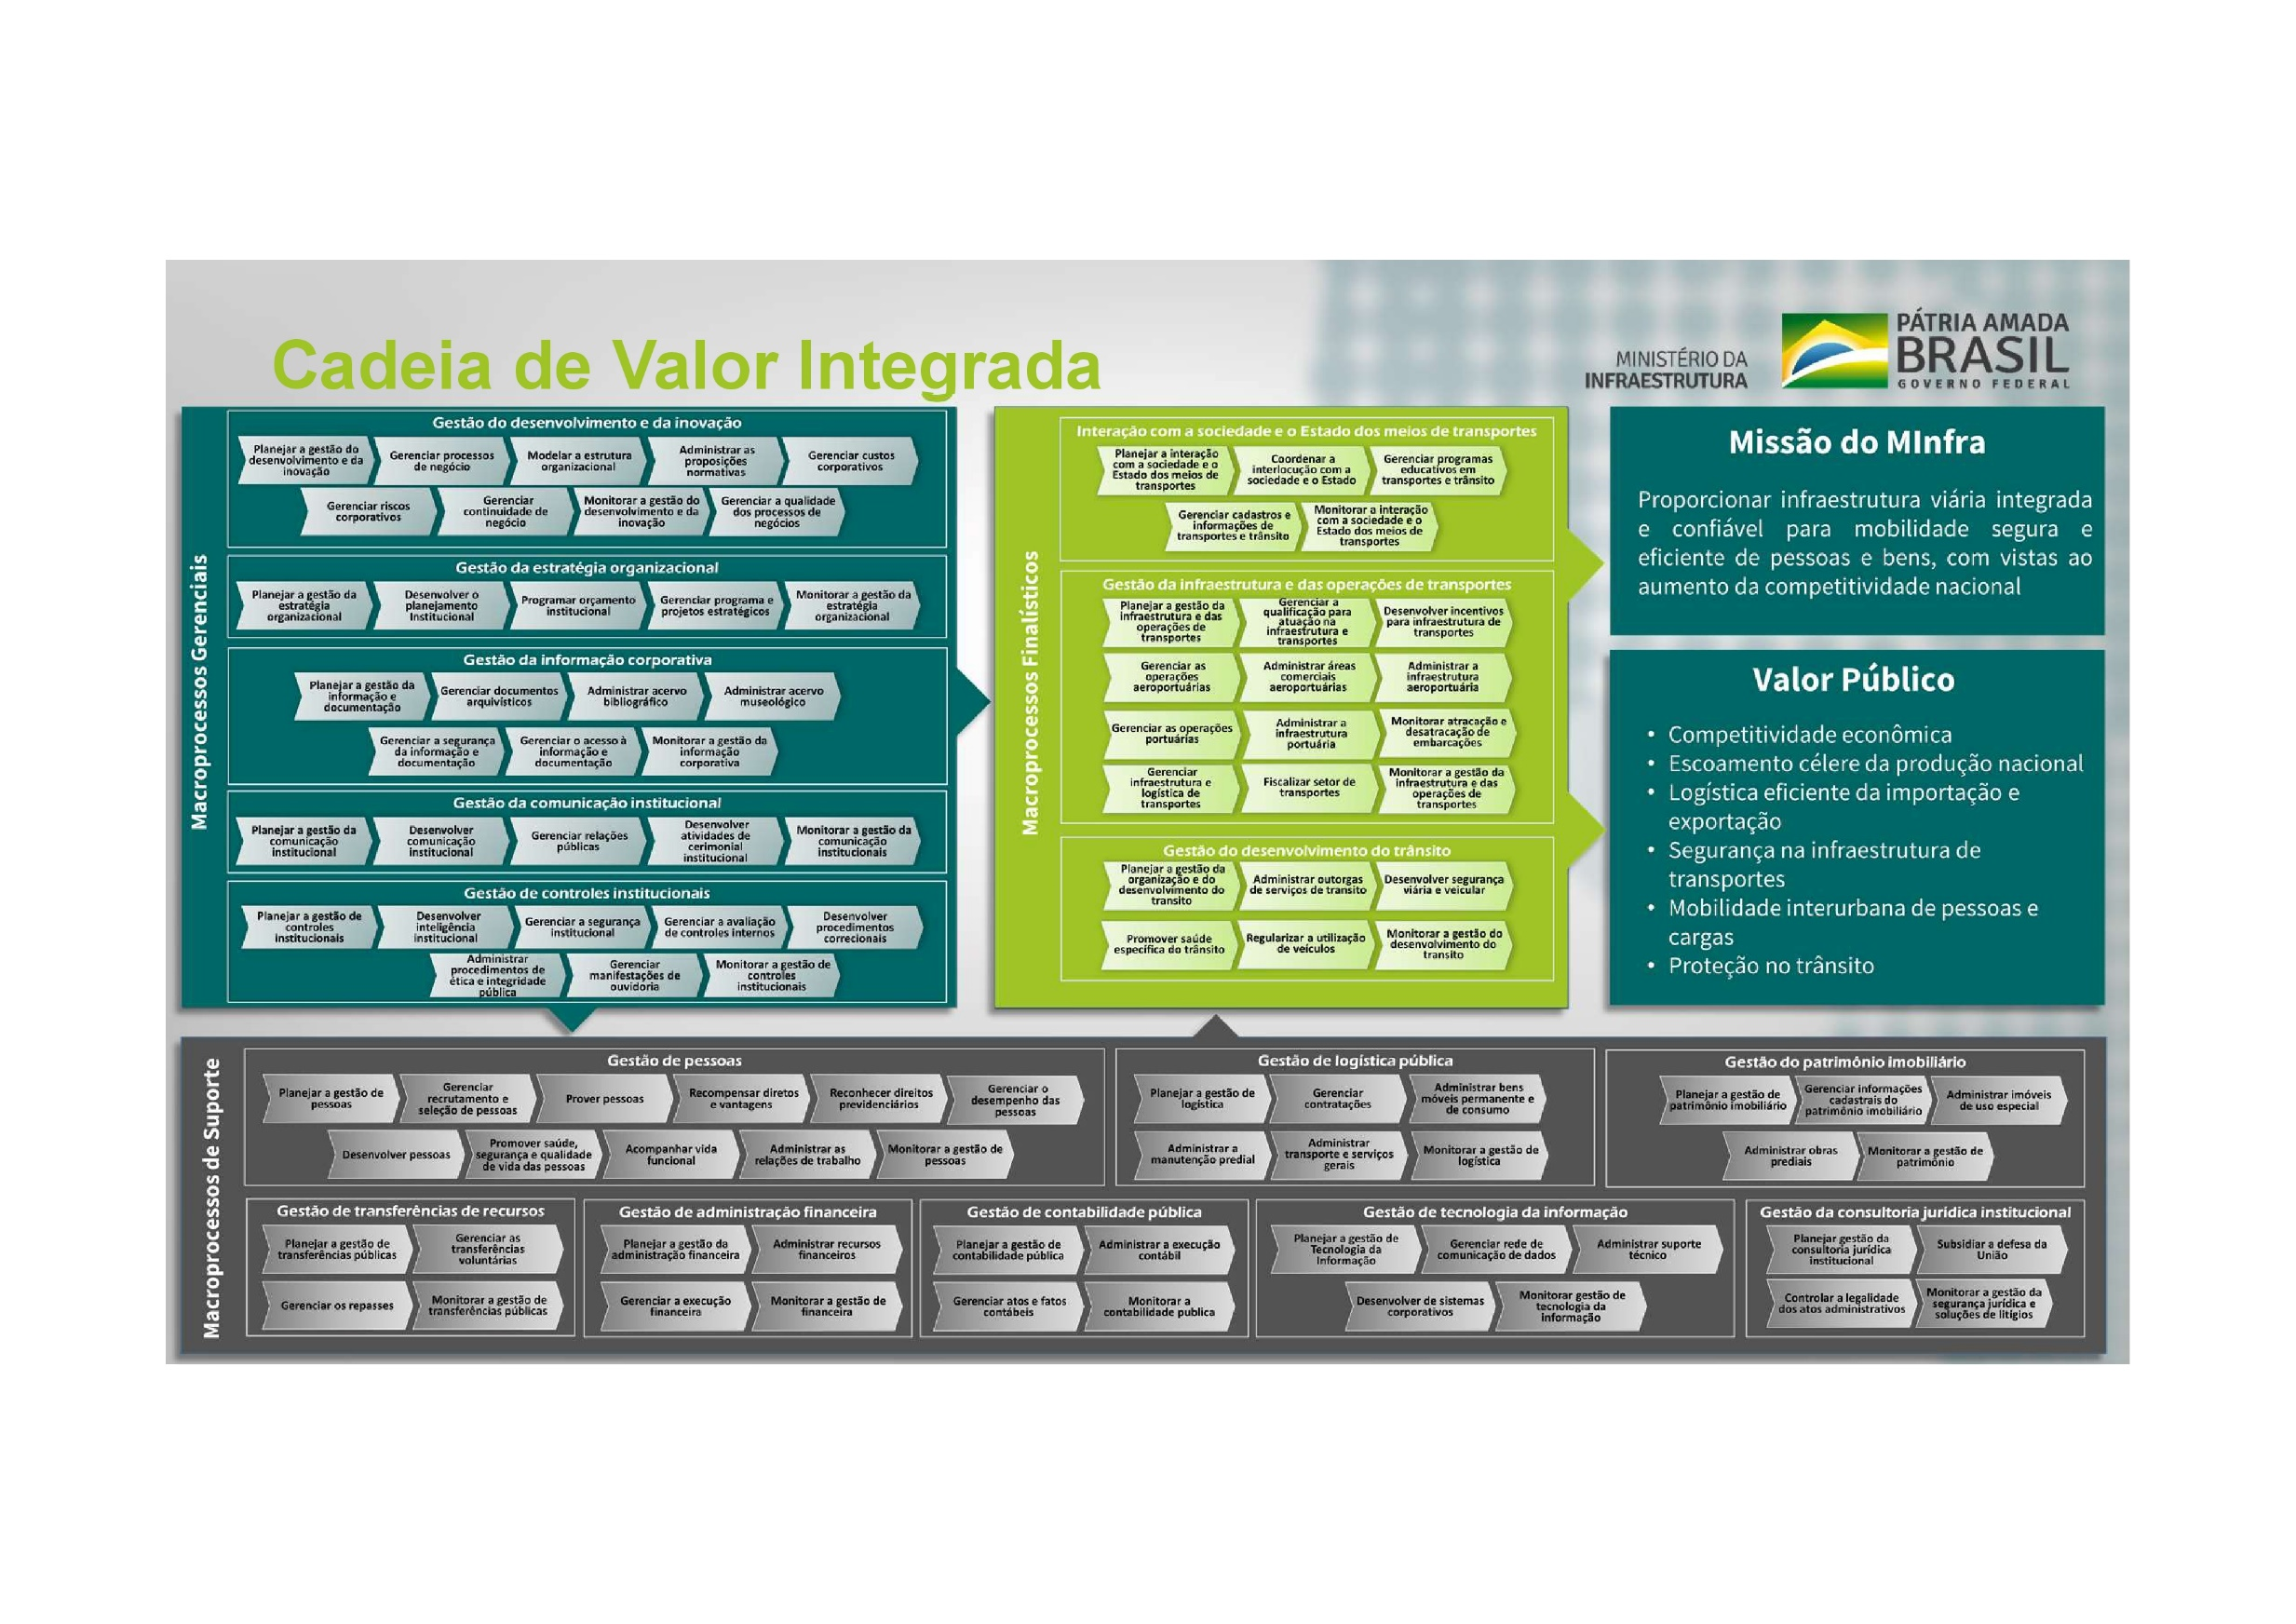 Cadeia de Valor Integrada
MINISTÉRIO DA
INFRAESTRUTURA
PÁTRIA AMADA
BRASIL
GOVERNO FEDERAL
Macroprocessos Gerenciais
Gestão do desenvolvimento e da inovação
Planejar a gestão do
desenvolvimento e da
inovação
Gerenciar processos
de negócio
Modelar a estrutura
organizacional
Administrar as
proposições
normativas
Gerenciar custos
corporativos
Gerenciar riscos
corporativos
Gerenciar
continuidade de
negócio
Monitorar a gestão do
desenvolvimento e da
inovação
Gerenciar a qualidade
dos processos de
negócios
Gestão da estratégia organizacional
Planejar a gestão da
estratégia
organizacional
Desenvolver o
planejamento
Institucional
Programar orçamento
institucional
Gerenciar programa e
projetos estratégicos
Monitorar a gestão da
estratégia
organizacional
Gestão da informação corporativa
Planejar a gestão da
informação e
documentação
Gerenciar documentos
arquivísticos
Administrar acervo
bibliográfico
Administrar acervo
museológico
Gerenciar a segurança
da informação e
documentação
Gerenciar o acesso à
informação e
documentação
Monitorar a gestão da
informação
corporativa
Gestão da comunicação institucional
Planejar a gestão da
comunicação
institucional
Desenvolver
comunicação
institucional
Gerenciar relações
públicas
Desenvolver
atividades de
cerimonial
institucional
Monitorar a gestão da
comunicação
institucionais
Gestão de controles institucionais
Planejar a gestão de
controles
institucionais
Desenvolver
inteligência
institucional
Gerenciar a segurança
institucional
Gerenciar a avaliação
de controles internos
Desenvolver
procedimentos
correcionais
Administrar
procedimentos de
ética e integridade
pública
Gerenciar
manifestações de
ouvidoria
Monitorar a gestão de
controles
institucionais
Macroprocessos Finalísticos
Interação com a sociedade e o Estado dos meios de transportes
Planejar a interação
com a sociedade e o
Estado dos meios de
transportes
Coordenar a
interlocução com a
sociedade e o Estado
Gerenciar programas
educativos em
transportes e trânsito
Gerenciar cadastros e
informações de
transportes e trânsito
Monitorar a interação
com a sociedade e o
Estado dos meios de
transportes
Gestão da infraestrutura e das operações de transportes
Planejar a gestão da
infraestrutura e das
operações de
transportes
Gerenciar a
qualificação para
atuação na
infraestrutura e
transportes
Desenvolver incentivos
para infraestrutura de
transportes
Gerenciar as
operações
aeroportuárias
Administrar áreas
comerciais
aeroportuárias
Administrar a
infraestrutura
aeroportuária
Gerenciar as operações
portuárias
Administrar a
infraestrutura
portuária
Monitorar atracação e
desatracação de
embarcações
Gerenciar
infraestrutura e
logística de
transportes
Fiscalizar setor de
transportes
Monitorar a gestão da
infraestrutura e das
operações de
transportes
Gestão do desenvolvimento do trânsito
Planejar a gestão da
organização e do
desenvolvimento do
transito
Administrar outorgas
de serviços de transito
Desenvolver segurança
viária e veicular
Promover saúde
específica do trânsito
Regularizar a utilização
de veículos
Monitorar a gestão do
desenvolvimento do
transito
Missão do MInfra
Proporcionar infraestrutura viária integrada
e confiável para mobilidade segura e
eficiente de pessoas e bens, com vistas ao
aumento da competitividade nacional
Valor Público
• Competitividade econômica
• Escoamento célere da produção nacional
• Logística eficiente da importação e
exportação
• Segurança na infraestrutura de
transportes
• Mobilidade interurbana de pessoas e
cargas
• Proteção no trânsito
Macroprocessos de Suporte
Gestão de pessoas
Planejar a gestão de
pessoas
Gerenciar
recrutamento e
seleção de pessoas
Prover pessoas
Recompensar diretos
e vantagens
Reconhecer direitos
previdenciários
Gerenciar o
desempenho das
pessoas
Desenvolver pessoas
Promover saúde,
segurança e qualidade
de vida das pessoas
Acompanhar vida
funcional
Administrar as
relações de trabalho
Monitorar a gestão de
pessoas
Gestão de logística pública
Planejar a gestão de
logística
Gerenciar
contratações
Administrar bens
móveis permanente e
de consumo
Administrar a
manutenção predial
Administrar
transporte e serviços
gerais
Monitorar a gestão de
logística
Gestão do patrimônio imobiliário
Planejar a gestão de
patrimônio imobiliário
Gerenciar informações
cadastrais do
patrimônio imobiliário
Administrar imóveis
de uso especial
Administrar obras
prediais
Monitorar a gestão de
patrimônio
Gestão de transferências de recursos
Planejar a gestão de
transferências públicas
Gerenciar as
transferências
voluntárias
Gerenciar os repasses
Monitorar a gestão de
transferências públicas
Gestão de administração financeira
Planejar a gestão da
administração financeira
Administrar recursos
financeiros
Gerenciar a execução
financeira
Monitorar a gestão de
financeira
Gestão de contabilidade pública
Planejar a gestão de
contabilidade pública
Administrar a execução
contábil
Gerenciar atos e fatos
contábeis
Monitorar a
contabilidade publica
Gestão de tecnologia da informação
Planejar a gestão de
Tecnologia da
Informação
Gerenciar rede de
comunicação de dados
Administrar suporte
técnico
Desenvolver de sistemas
corporativos
Monitorar gestão de
tecnologia da
informação
Gestão da consultoria jurídica institucional
Planejar gestão da
consultoria jurídica
institucional
Subsidiar a defesa da
União
Controlar a legalidade
dos atos administrativos
Monitorar a gestão da
segurança jurídica e
soluções de litígios